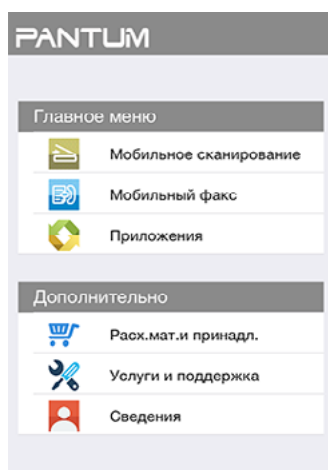 PANTUM
Главное меню
Мобильное сканирование
Мобильный факс
Приложения
Дополнительно
Расх.мат.и принадл.
Услуги и поддержка
Сведения